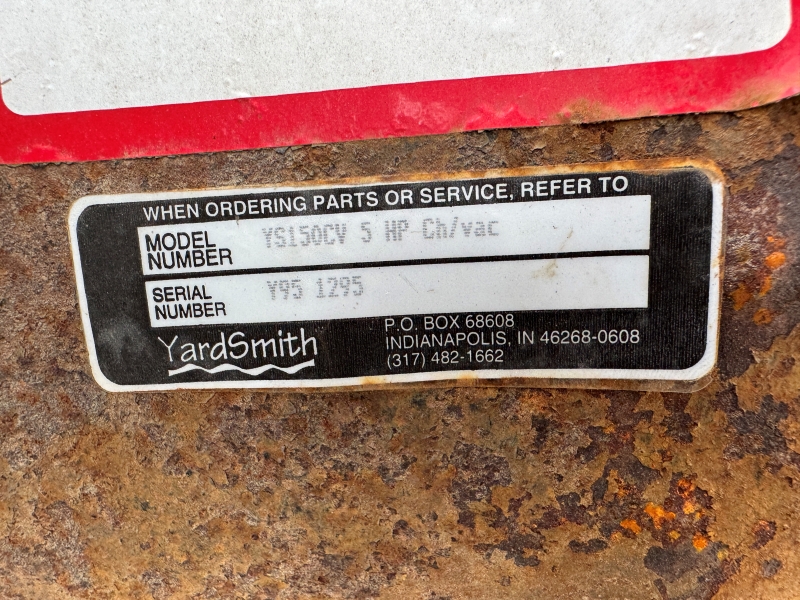 WHEN ORDERING PARTS OR SERVICE, REFER TO
MODEL NUMBER YS150CV 5 HP Ch/vac
SERIAL NUMBER Y95 1295
YardSmith
P.O. BOX 68608
INDIANAPOLIS, IN 46268-0608
(317) 482-1662